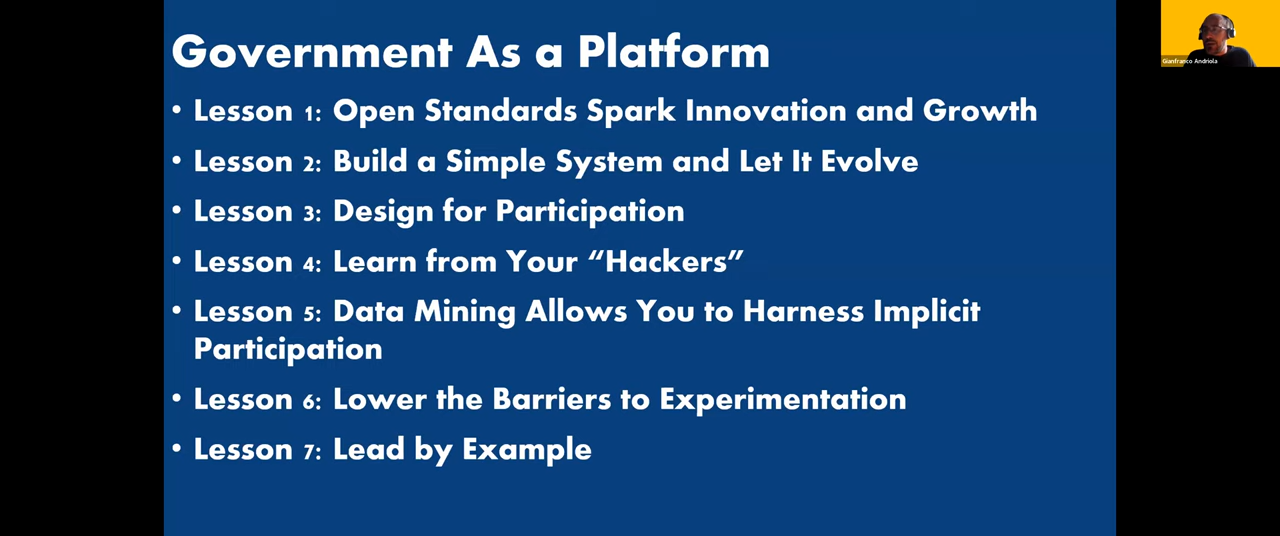 Government As a Platform
• Lesson 1: Open Standards Spark Innovation and Growth
• Lesson 2: Build a Simple System and Let It Evolve
• Lesson 3: Design for Participation
• Lesson 4: Learn from Your “Hackers”
• Lesson 5: Data Mining Allows You to Harness Implicit
Participation
• Lesson 6: Lower the Barriers to Experimentation
• Lesson 7: Lead by Example
Gianfranco Andriola